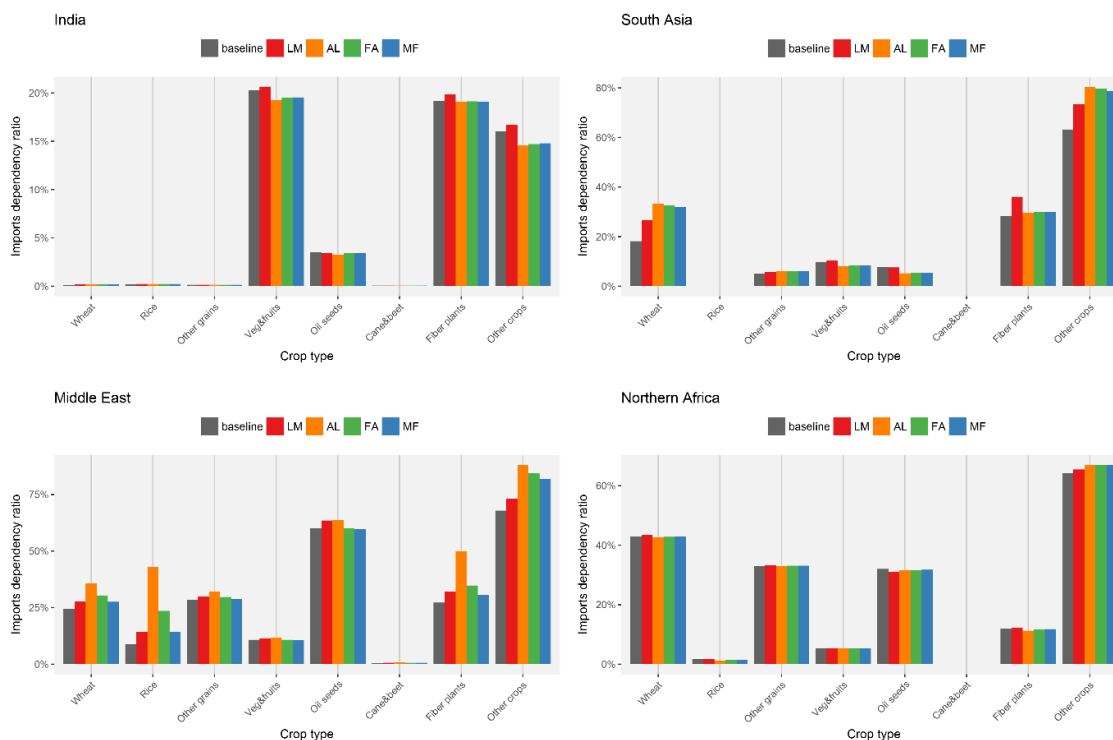 India
baseline LM AL FA MF
Imports dependency ratio
20%
15%
10%
5%
0%
Wheat
Rice
Other grains
Veg&fruits
Oil seeds
Cane&beet
Fiber plants
Other crops
Crop type
South Asia
baseline LM AL FA MF
Imports dependency ratio
80%
60%
40%
20%
0%
Wheat
Rice
Other grains
Veg&fruits
Oil seeds
Cane&beet
Fiber plants
Other crops
Crop type
Middle East
baseline LM AL FA MF
Imports dependency ratio
75%
50%
25%
0%
Wheat
Rice
Other grains
Veg&fruits
Oil seeds
Cane&beet
Fiber plants
Other crops
Crop type
Northern Africa
baseline LM AL FA MF
Imports dependency ratio
60%
40%
20%
0%
Wheat
Rice
Other grains
Veg&fruits
Oil seeds
Cane&beet
Fiber plants
Other crops
Crop type